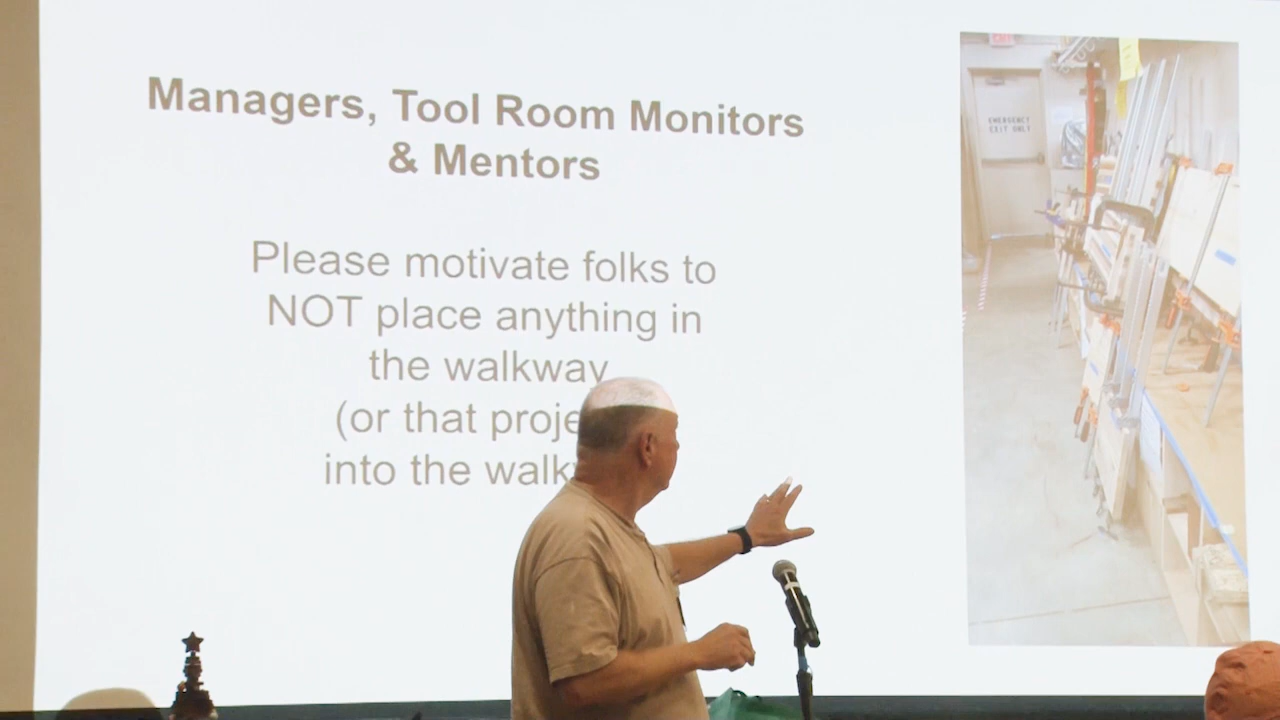 Managers, Tool Room Monitors
& Mentors
Please motivate folks to
NOT place anything in
the walkway
(or that
into the
EMERGENCY
EXIT ONLY
EXIT